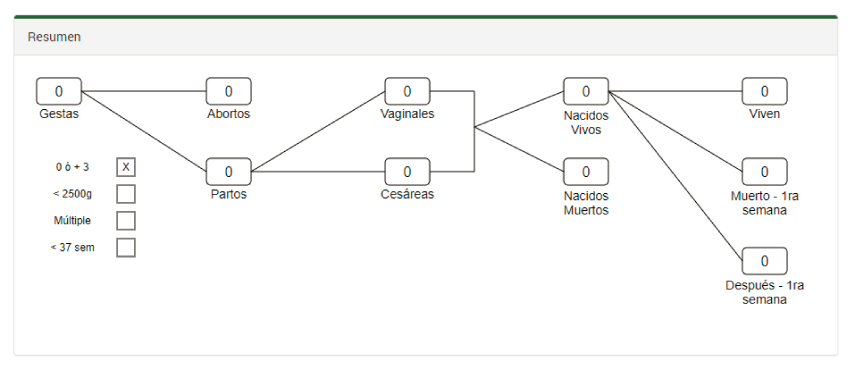 Resumen
0
Gestas
0
Abortos
0
Vaginales
0
Nacidos
Vivos
0
Viven
0 ó + 3
X
< 2500g
Múltiple
< 37 sem
0
Partos
0
Cesáreas
0
Nacidos
Muertos
0
Muerto - 1ra
semana
0
Después - 1ra
semana